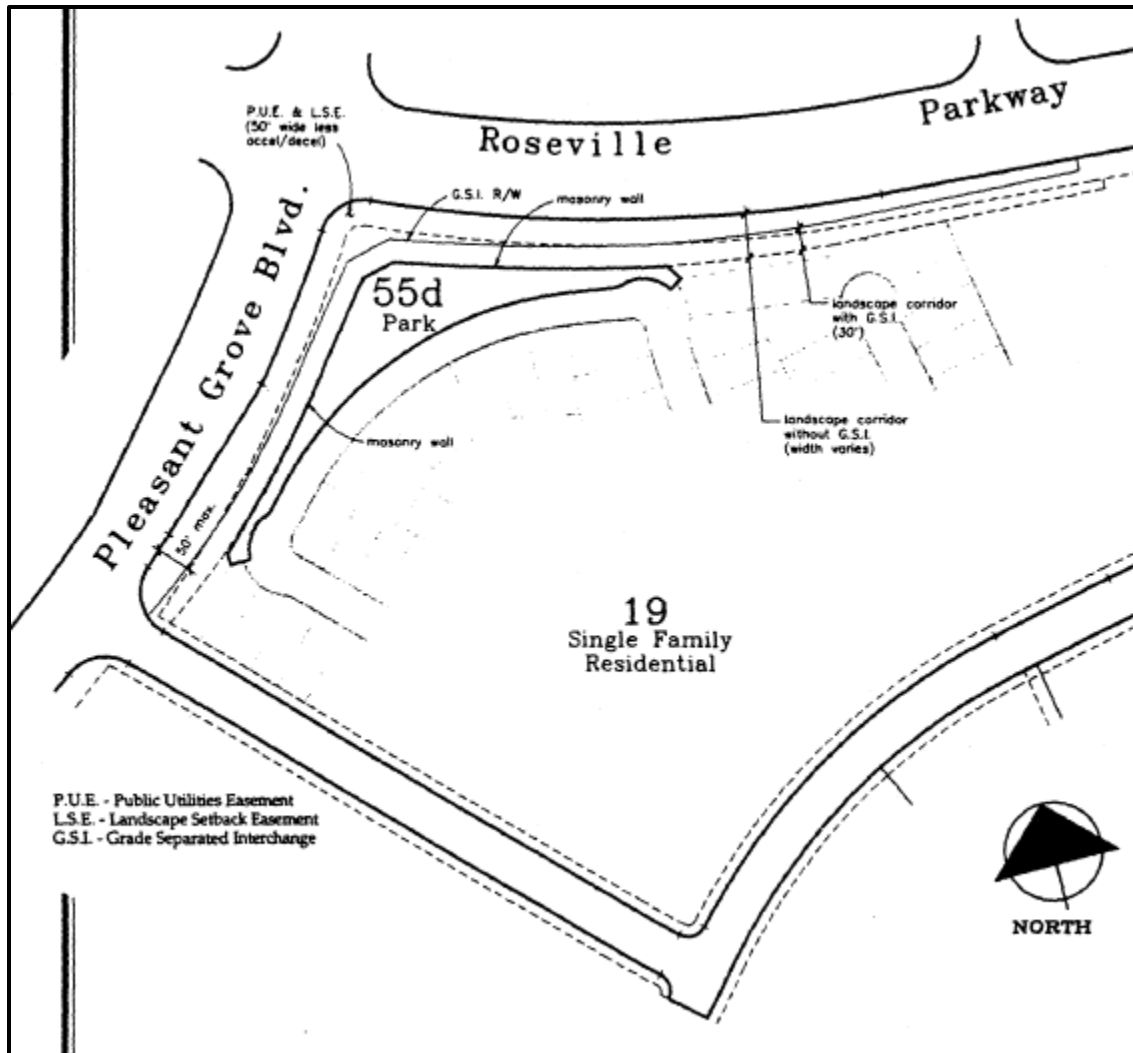 P.U.E. & L.S.E.
(50' wide less
accel/decel)
Roseville
Parkway
G.S.I. R/W
masonry wall
Pleasant Grove Blvd.
55d
Park
landscape corridor
with G.S.I.
(30')
landscape corridor
without G.S.I.
(width varies)
masonry wall
50' max.
19
Single Family
Residential
P.U.E. - Public Utilities Easement
L.S.E. - Landscape Setback Easement
G.S.I. - Grade Separated Interchange
NORTH